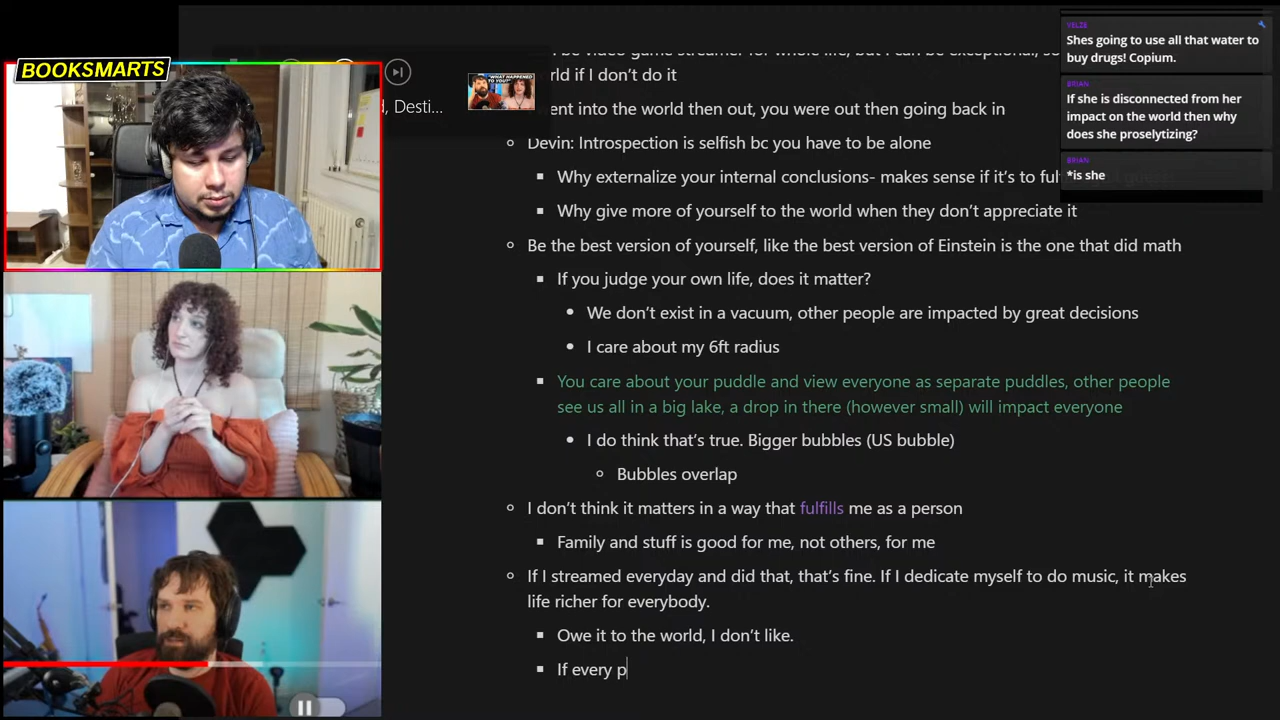 BOOKSMARTS
d, Desti...
"WHAT HAPPENED
be video game streamer for whole life, but I can be exceptional, so
rld if I don't do it
ent into the world then out, you were out then going back in
Devin: Introspection is selfish bc you have to be alone
Why externalize your internal conclusions- makes sense if it's to ful
Why give more of yourself to the world when they don't appreciate it
Be the best version of yourself, like the best version of Einstein is the one that did math
If you judge your own life, does it matter?
We don't exist in a vacuum, other people are impacted by great decisions
I care about my 6ft radius
You care about your puddle and view everyone as separate puddles, other people
see us all in a big lake, a drop in there (however small) will impact everyone
I do think that's true. Bigger bubbles (US bubble)
Bubbles overlap
I don't think it matters in a way that fulfills me as a person
Family and stuff is good for me, not others, for me
If I streamed everyday and did that, that's fine. If I dedicate myself to do music, it makes
life richer for everybody.
Owe it to the world, I don't like.
If every p
YELZE
Shes going to use all that water to
buy drugs! Copium.
BRIAN
If she is disconnected from her
impact on the world then why
does she proselytizing?
BRIAN
*is she